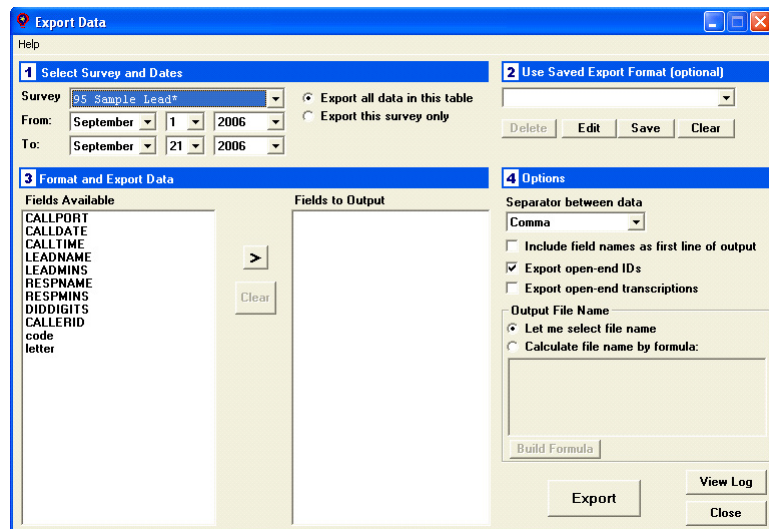 Export Data
Help
1 Select Survey and Dates
Survey 95 Sample Lead*
From: September 1 2006
To: September 21 2006
Export all data in this table
Export this survey only
2 Use Saved Export Format (optional)
Delete Edit Save Clear
3 Format and Export Data
Fields Available
CALLPORT
CALLDATE
CALLTIME
LEADNAME
LEADMINS
RESPNAME
RESPMINS
DIDDIGITS
CALLERID
code
letter
>
Clear
Fields to Output
4 Options
Separator between data
Comma
Include field names as first line of output
Export open-end IDs
Export open-end transcriptions
Output File Name
Let me select file name
Calculate file name by formula:
Build Formula
Export
View Log
Close